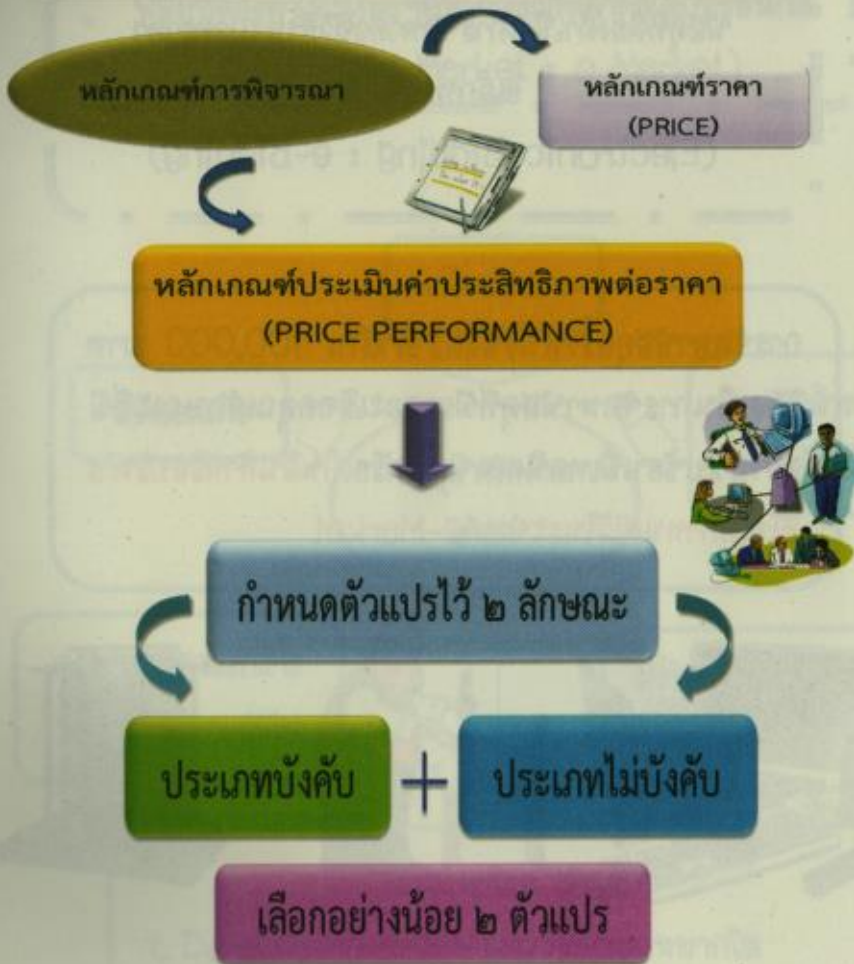 หลักเกณฑ์การพิจารณา
หลักเกณฑ์ราคา
(PRICE)
หลักเกณฑ์ประเมินค่าประสิทธิภาพต่อราคา
(PRICE PERFORMANCE)
กำหนดตัวแปรไว้ ๒ ลักษณะ
ประเภทบังคับ
+
ประเภทไม่บังคับ
เลือกอย่างน้อย ๒ ตัวแปร